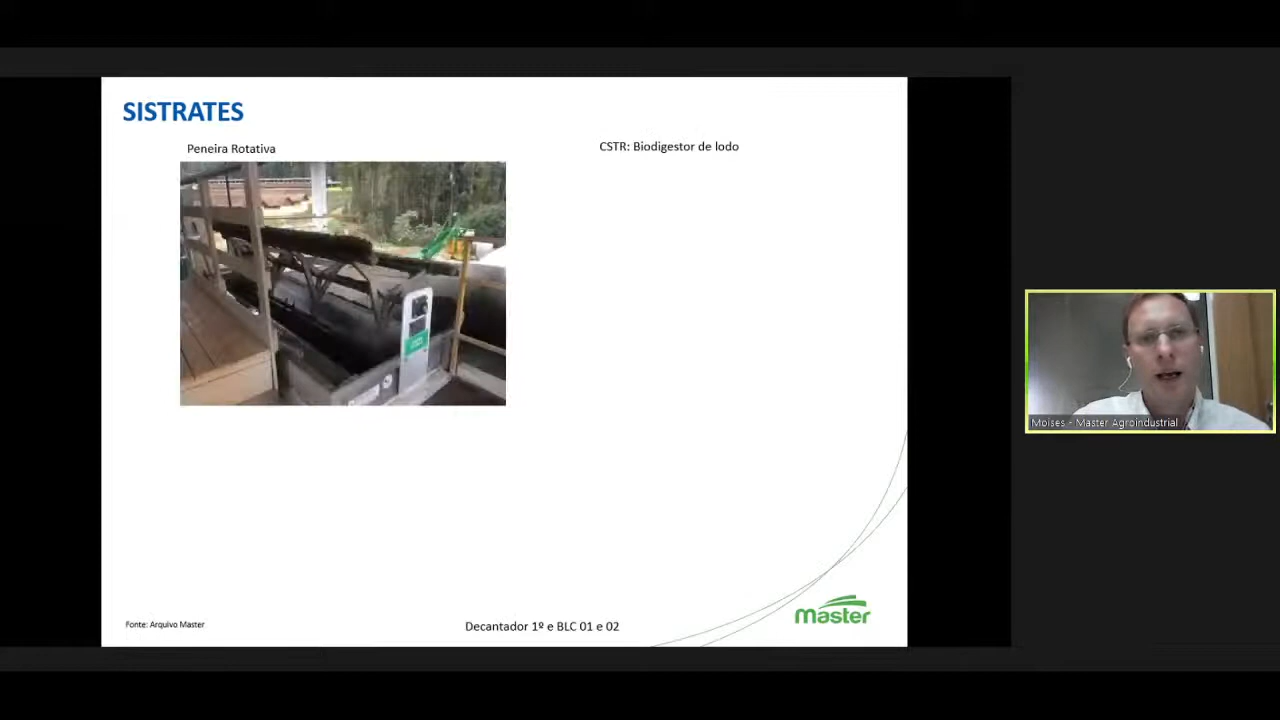 SISTRATES
Peneira Rotativa
CSTR: Biodigestor de lodo
Fonte: Arquivo Master
Decantador 1º e BLC 01 e 02
master
Moises - Master Agroindustrial